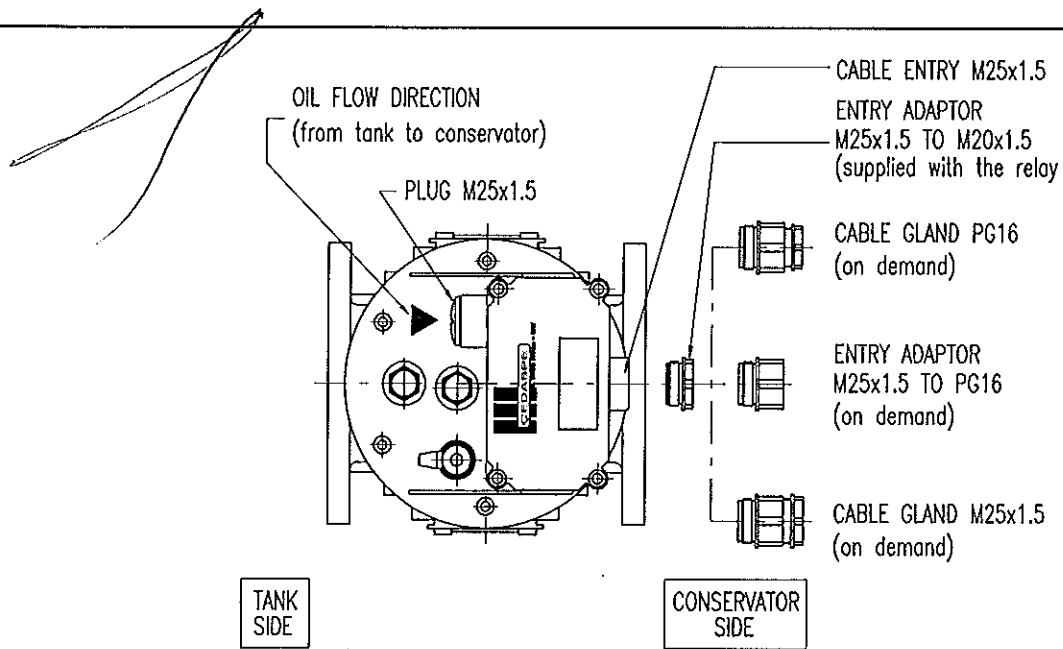 CABLE ENTRY M25x1.5
OIL FLOW DIRECTION
(from tank to conservator)
ENTRY ADAPTOR
M25x1.5 TO M20x1.5
(supplied with the relay
PLUG M25x1.5
CABLE GLAND PG16
(on demand)
ENTRY ADAPTOR
M25x1.5 TO PG16
(on demand)
CEDASPE
CABLE GLAND M25x1.5
(on demand)
TANK
SIDE
CONSERVATOR
SIDE